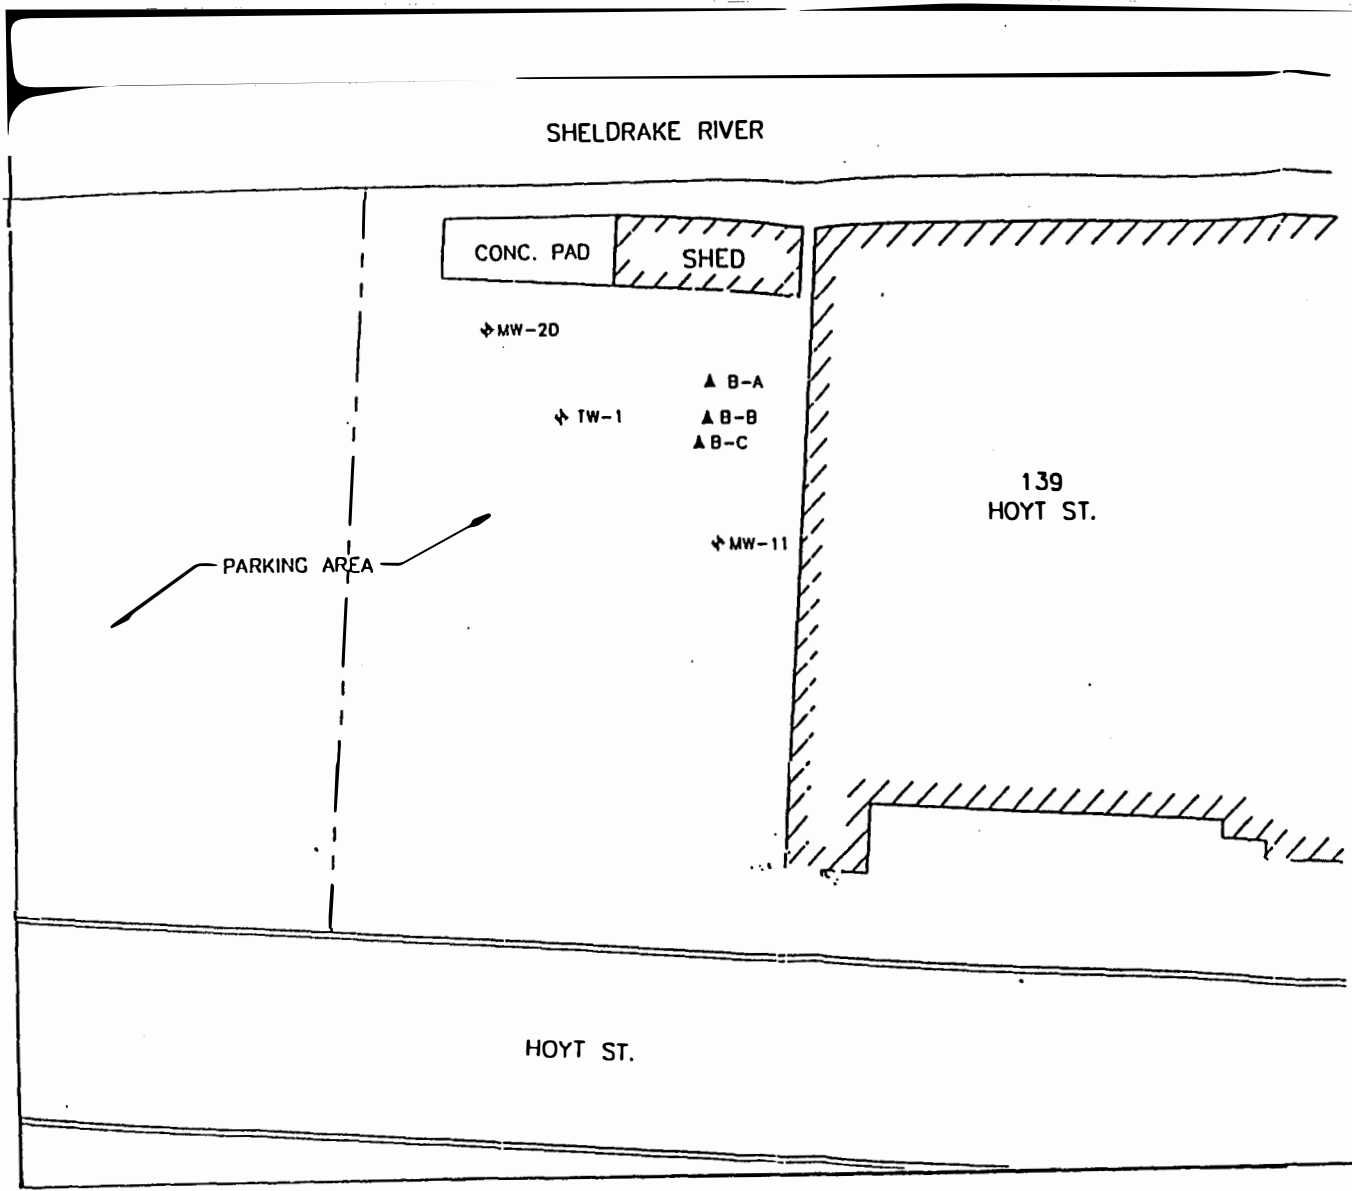 SHELDRAKE RIVER
CONC. PAD
SHED
MW-2D
B-A
TW-1
B-B
B-C
139
HOYT ST.
MW-11
PARKING AREA
HOYT ST.